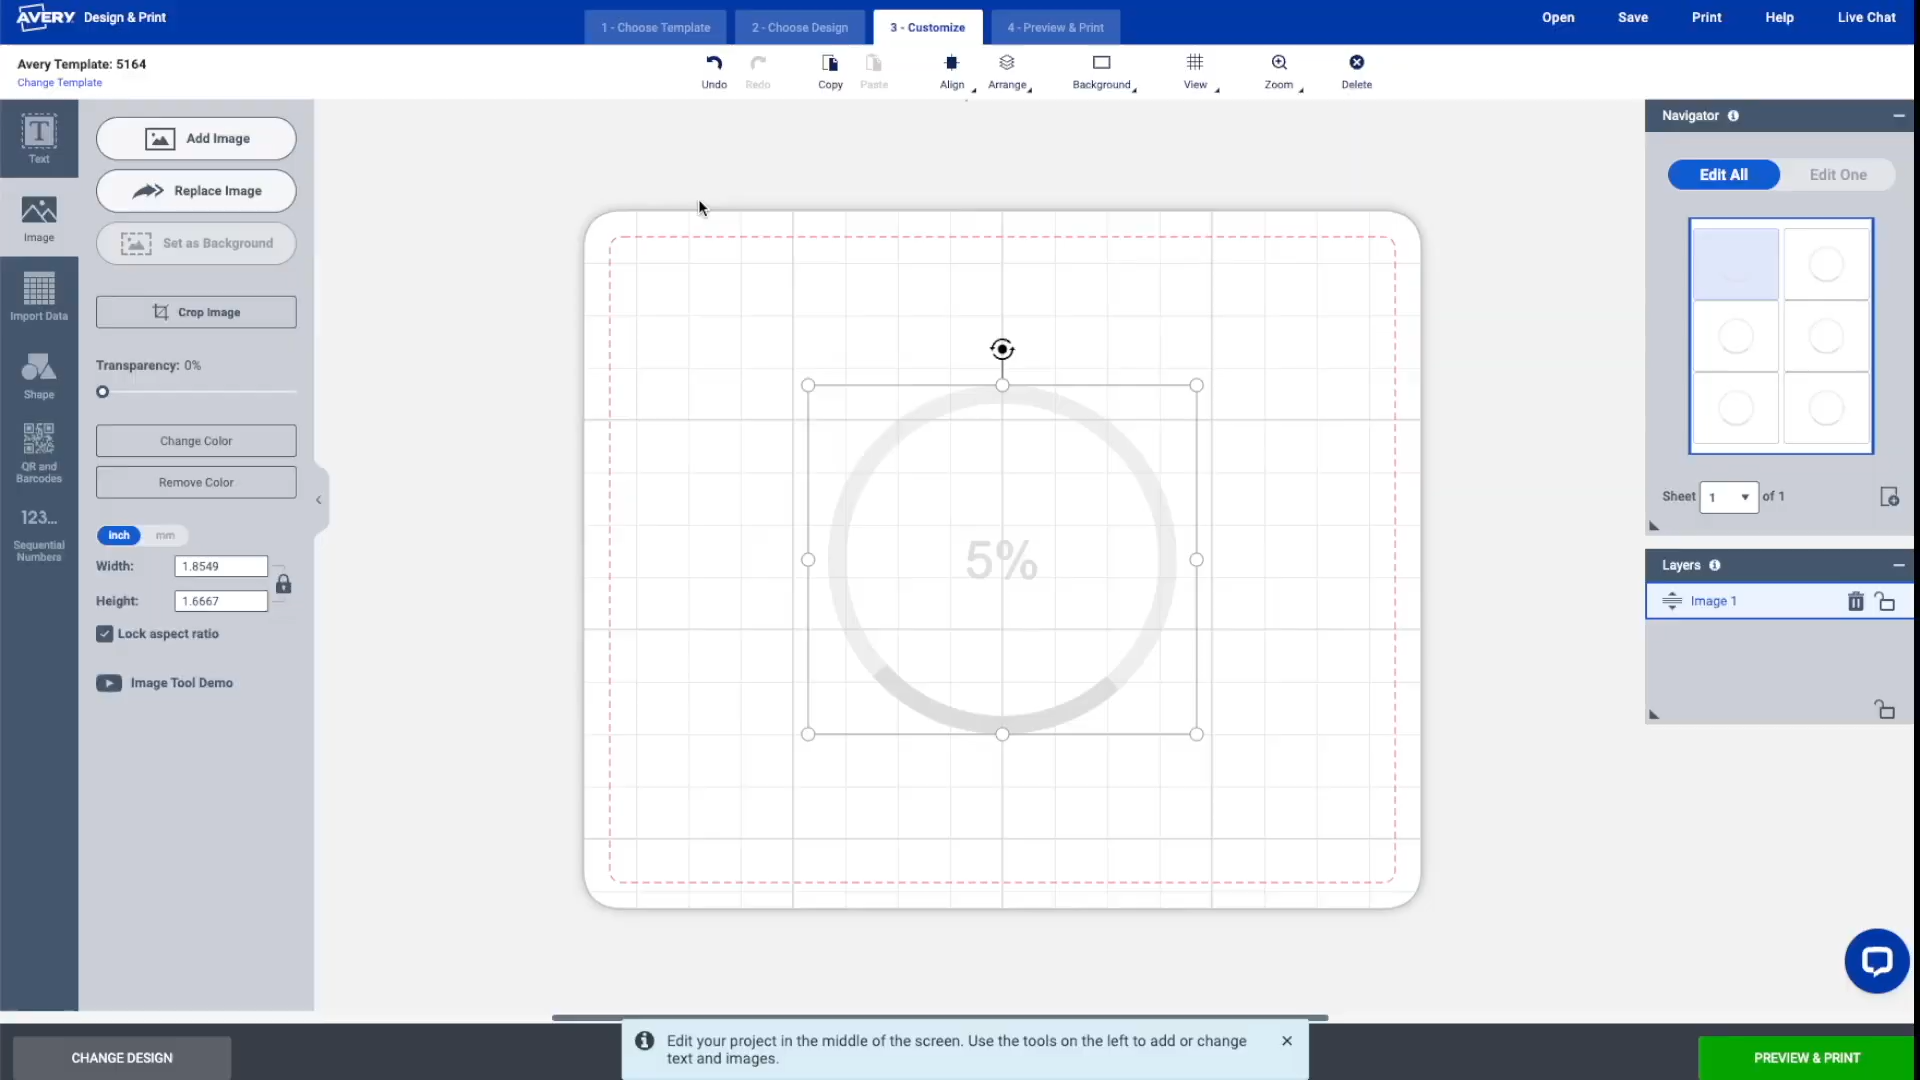 AVERY Design & Print
1 - Choose Template
2 - Choose Design
3 - Customize
4 - Preview & Print
Open
Save
Print
Help
Live Chat
Avery Template: 5164
Change Template
Undo
Redo
Copy
Paste
Align
Arrange
Background
View
Zoom
Delete
Text
Image
Import Data
Shape
QR and
Barcodes
123...
Sequential
Numbers
Add Image
Replace Image
Set as Background
Crop Image
Transparency: 0%
Change Color
Remove Color
inch
mm
Width: 1.8549
Height: 1.6667
Lock aspect ratio
Image Tool Demo
5%
Navigator
Edit All
Edit One
Sheet 1 of 1
Layers
Image 1
CHANGE DESIGN
Edit your project in the middle of the screen. Use the tools on the left to add or change
text and images.
PREVIEW & PRINT